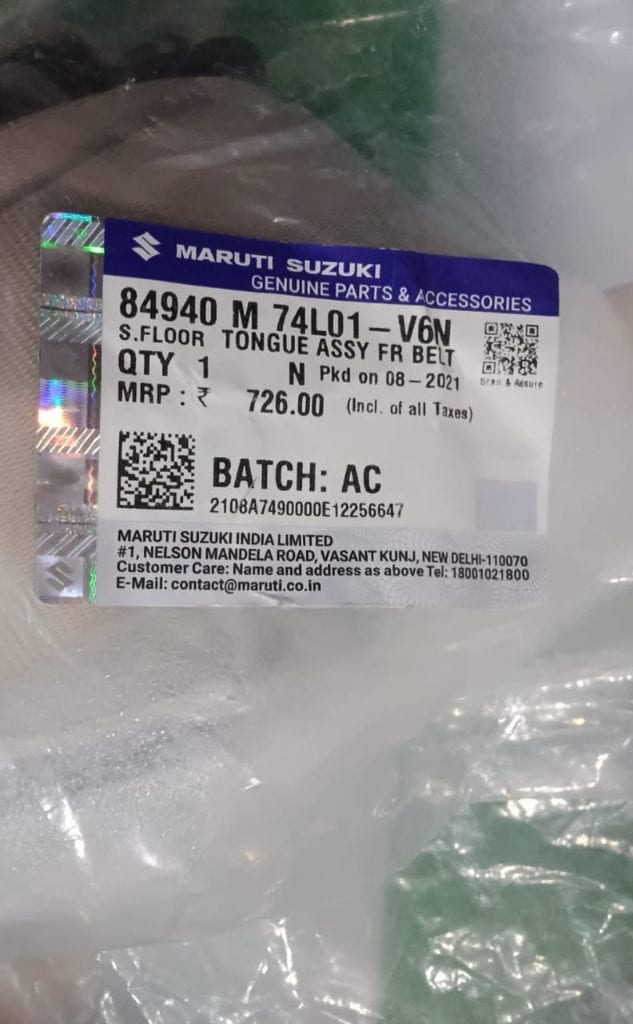 MARUTI SUZUKI
GENUINE PARTS & ACCESSORIES
84940 M 74L01-V6N
S.FLOOR TONGUE ASSY FR BELT
QTY 1 N Pkd on 08-2021
Scan & Assure
MRP : ₹ 726.00 (Incl. of all Taxes)
BATCH: AC
2108A7490000E12256647
MARUTI SUZUKI INDIA LIMITED
#1, NELSON MANDELA ROAD, VASANT KUNJ, NEW DELHI-110070
Customer Care: Name and address as above Tel: 18001021800
E-Mail: contact@maruti.co.in